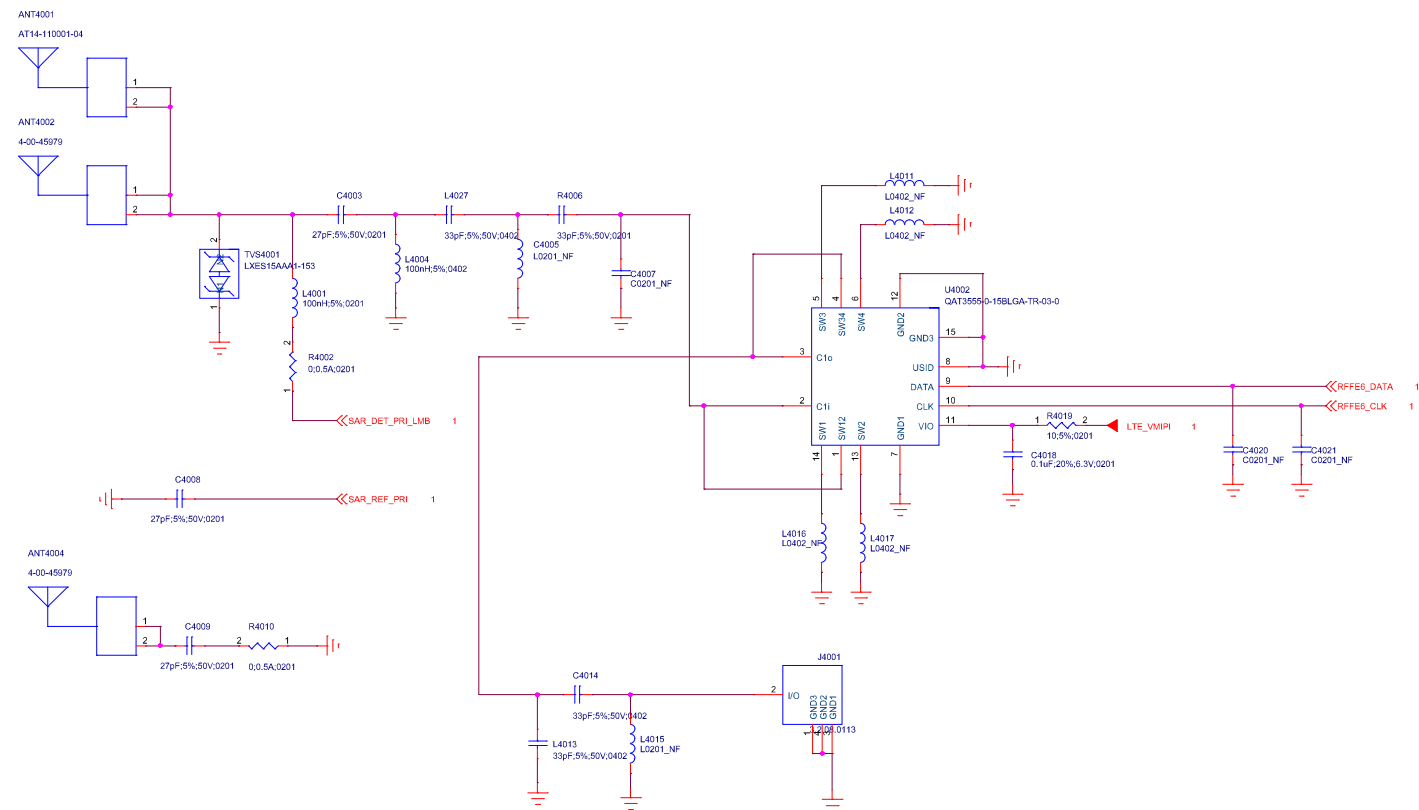 ANT4001
AT14-110001-04
1
2
ANT4002
4-00-45979
1
2
C4003
27pF;5%;50V;0201
L4027
33pF;5%;50V;0402
R4006
33pF;5%;50V;0201
2
TVS4001
LXES15AAA1-153
1
L4001
100nH;5%;0201
L4004
100nH;5%;0402
C4005
L0201_NF
C4007
C0201_NF
2
R4002
0;0.5A;0201
1
SAR_DET_PRI_LMB 1
L4011
L0402_NF
L4012
L0402_NF
U4002
QAT3555-0-15BLGA-TR-03-0
5
4
6
12
SW3
SW34
SW4
GND2
GND3 15
3 C1o
USID 8
DATA 9
2 C1i
CLK 10
VIO 11
SW1
SW12
SW2
GND1
14
1
13
7
RFFE6_DATA 1
RFFE6_CLK 1
R4019
1 2
10;5%;0201
LTE_VMIPI 1
C4018
0.1uF;20%;6.3V;0201
C4020
C0201_NF
C4021
C0201_NF
C4008
27pF;5%;50V;0201
SAR_REF_PRI 1
L4016
L0402_NF
L4017
L0402_NF
ANT4004
4-00-45979
1
2
C4009
27pF;5%;50V;0201
R4010
2 1
0;0.5A;0201
C4014
33pF;5%;50V;0402
L4013
33pF;5%;50V;0402
L4015
L0201_NF
J4001
2 I/O
GND3
GND2
GND1
1